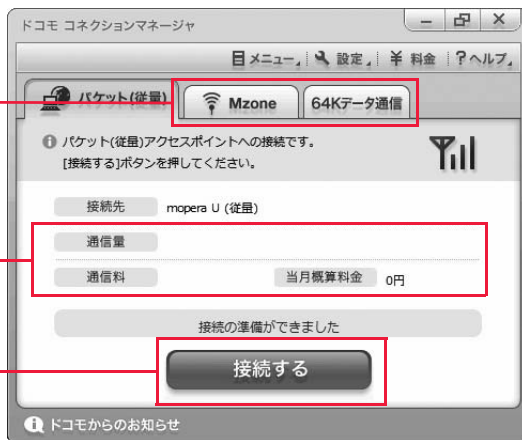 ドコモ コネクションマネージャ
メニュー 設定 ¥ 料金 ?ヘルプ
パケット(従量) Mzone 64Kデータ通信
パケット(従量)アクセスポイントへの接続です。
[接続する]ボタンを押してください。
接続先 mopera U (従量)
通信量
通信料 当月概算料金 0円
接続の準備ができました
接続する
ドコモからのお知らせ